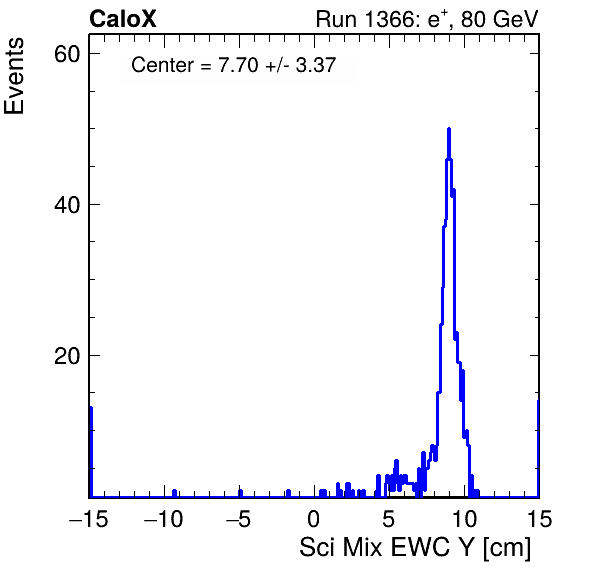 CaloX Run 1366: e⁺, 80 GeV
Center = 7.70 +/- 3.37
Events
60
40
20
−15 −10 −5 0 5 10 15
Sci Mix EWC Y [cm]